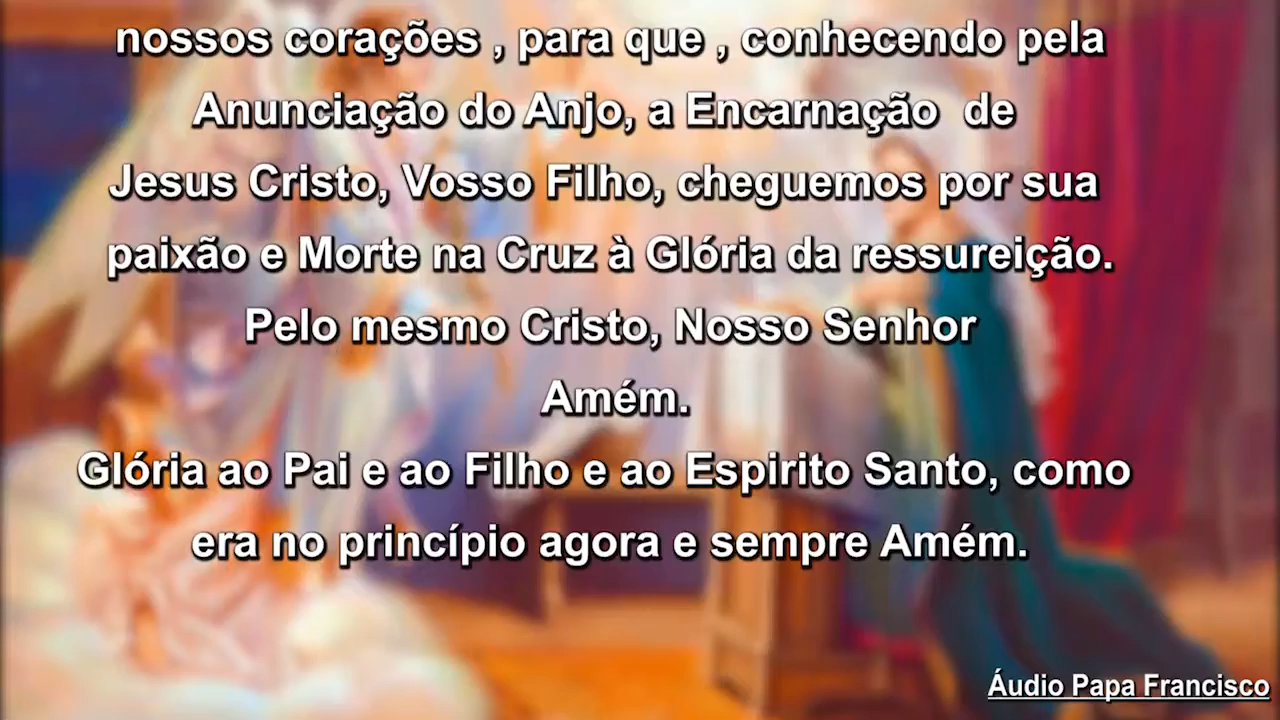 nossos corações , para que , conhecendo pela
Anunciação do Anjo, a Encarnação  de
Jesus Cristo, Vosso Filho, cheguemos por sua
paixão e Morte na Cruz à Glória da ressureição.
Pelo mesmo Cristo, Nosso Senhor
Amém.
Glória ao Pai e ao Filho e ao Espirito Santo, como
era no princípio agora e sempre Amém.
Áudio Papa Francisco